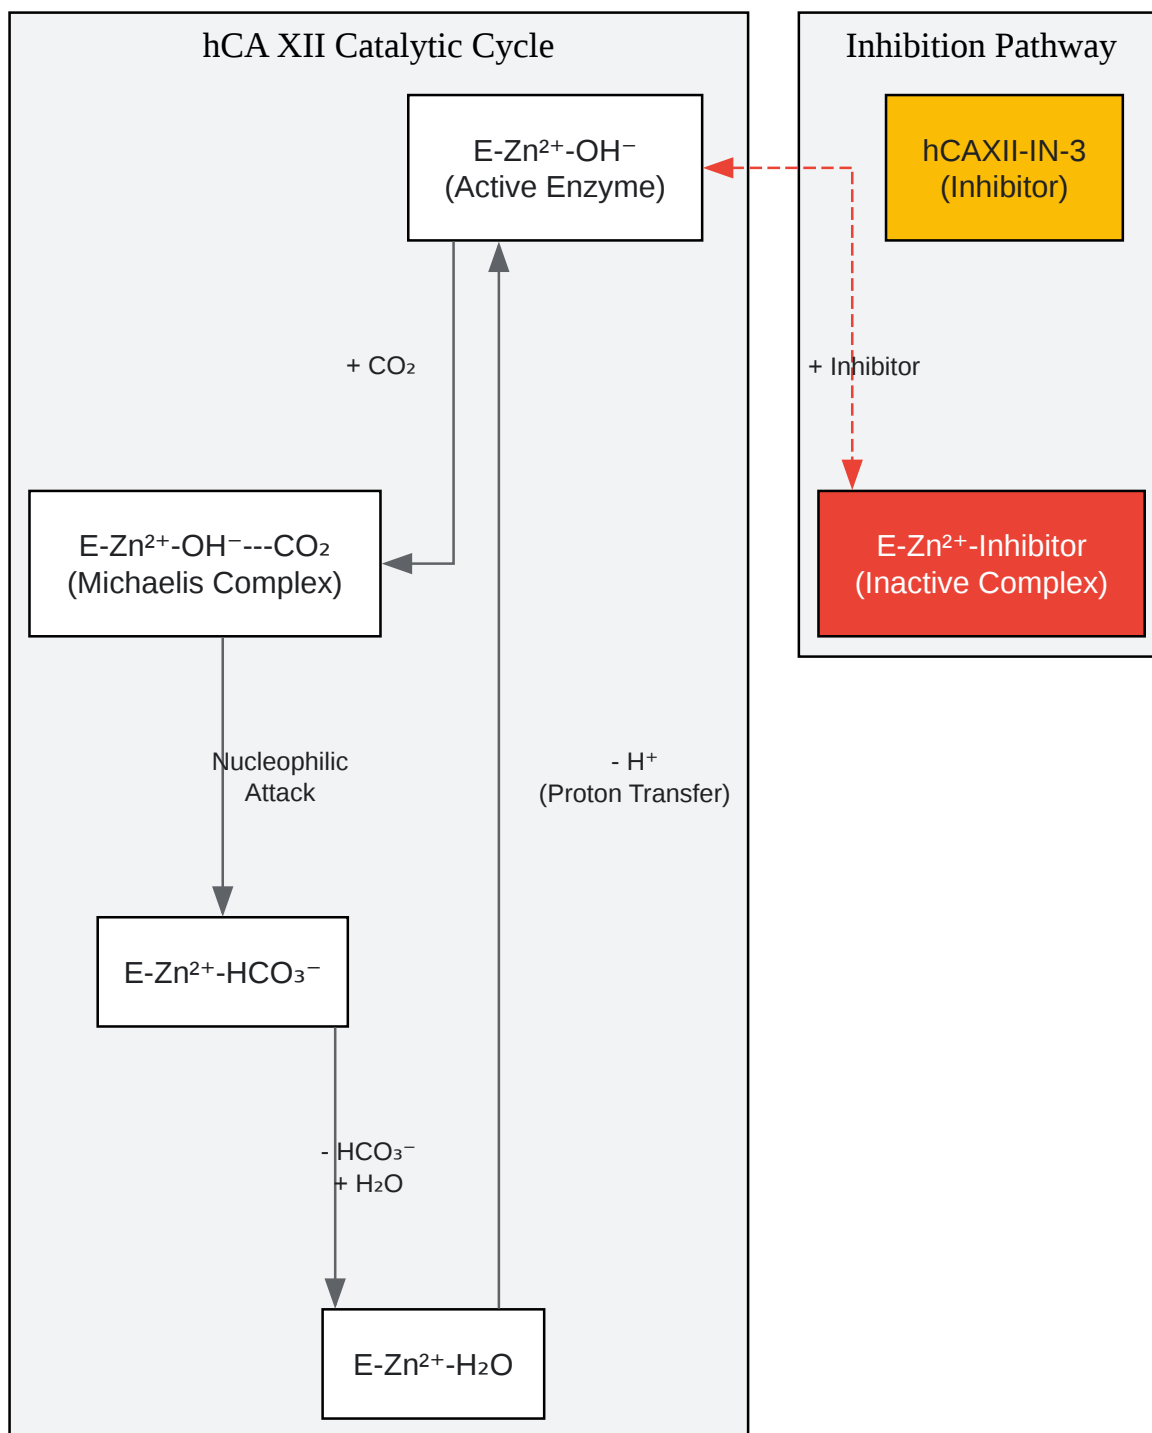 hCA XII Catalytic Cycle
Inhibition Pathway
E-Zn²⁺-OH⁻
(Active Enzyme)
hCAXII-IN-3
(Inhibitor)
+ CO₂
+ Inhibitor
E-Zn²⁺-OH⁻---CO₂
(Michaelis Complex)
E-Zn²⁺-Inhibitor
(Inactive Complex)
Nucleophilic
Attack
- H⁺
(Proton Transfer)
E-Zn²⁺-HCO₃⁻
- HCO₃⁻
+ H₂O
E-Zn²⁺-H₂O